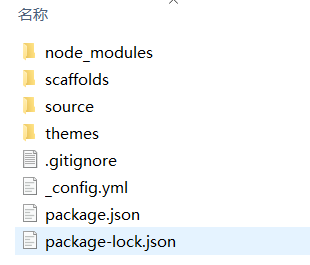 名称
node_modules
scaffolds
source
themes
.gitignore
_config.yml
package.json
package-lock.json